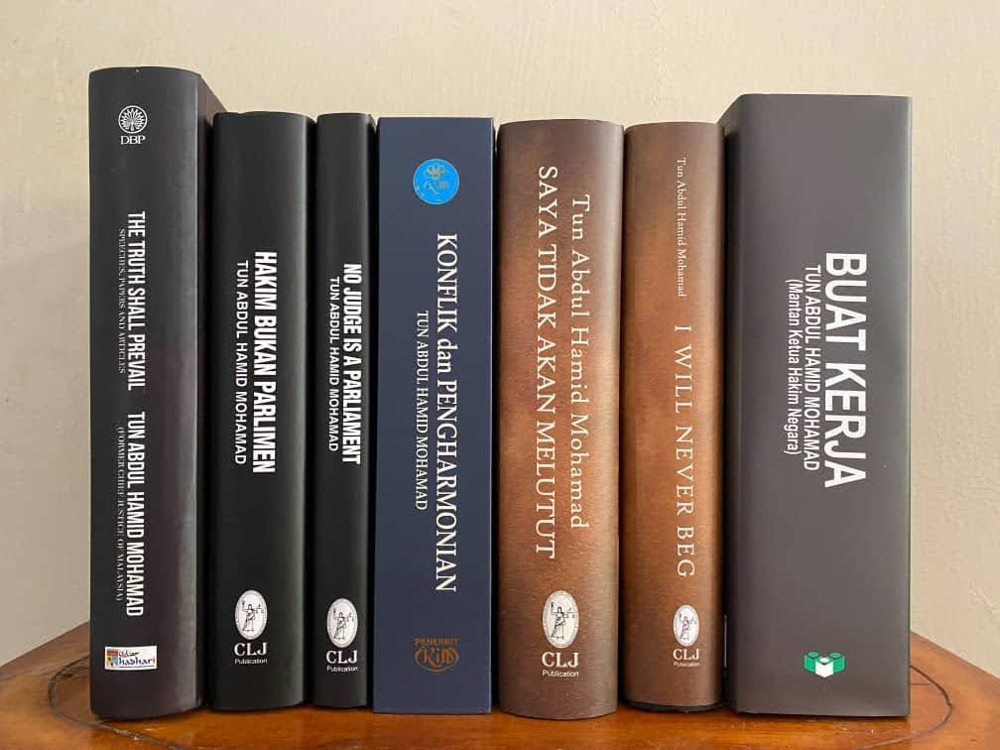 DBP
THE TRUTH SHALL PREVAIL
SPEECHES, PAPERS AND ARTICLES
TUN ABDUL HAMID MOHAMAD
(FORMER CHIEF JUSTICE OF MALAYSIA)
HAKIM BUKAN PARLIMEN
TUN ABDUL HAMID MOHAMAD
CLJ
Publication
NO JUDGE IS A PARLIAMENT
TUN ABDUL HAMID MOHAMAD
CLJ
Publication
KONFLIK dan PENGHARMONIAN
TUN ABDUL HAMID MOHAMAD
PENERBIT
Tun Abdul Hamid Mohamad
SAYA TIDAK AKAN MELUTUT
CLJ
Publication
Tun Abdul Hamid Mohamad
I WILL NEVER BEG
CLJ
Publication
BUAT KERJA
TUN ABDUL HAMID MOHAMAD
(Mantan Ketua Hakim Negara)